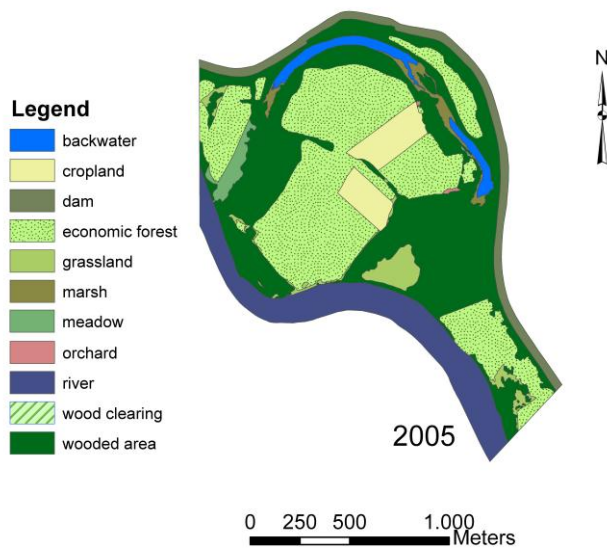 N
Legend
backwater
cropland
dam
economic forest
grassland
marsh
meadow
orchard
river
wood clearing
wooded area
2005
0 250 500 1.000
Meters